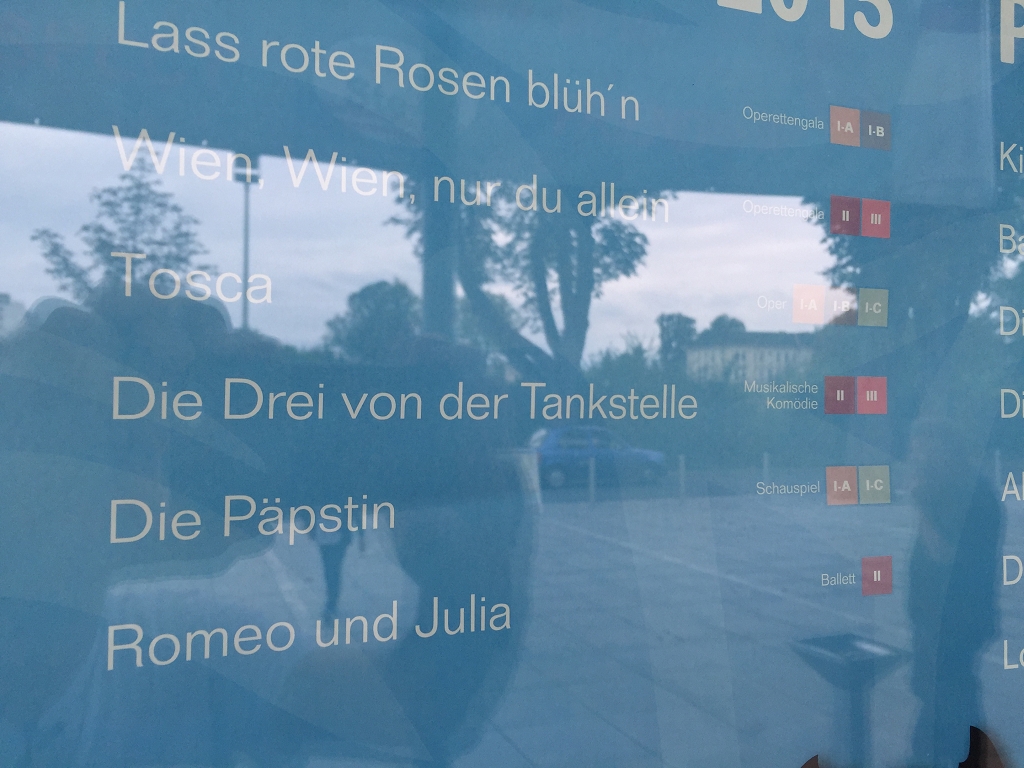 2015
Lass rote Rosen blüh´n
Operettengala I-A I-B
Wien, Wien, nur du allein
Operettengala II III
Tosca
Oper I-A I-B I-C
Die Drei von der Tankstelle
Musikalische
Komödie II III
Die Päpstin
Schauspiel I-A I-C
Romeo und Julia
Ballett II